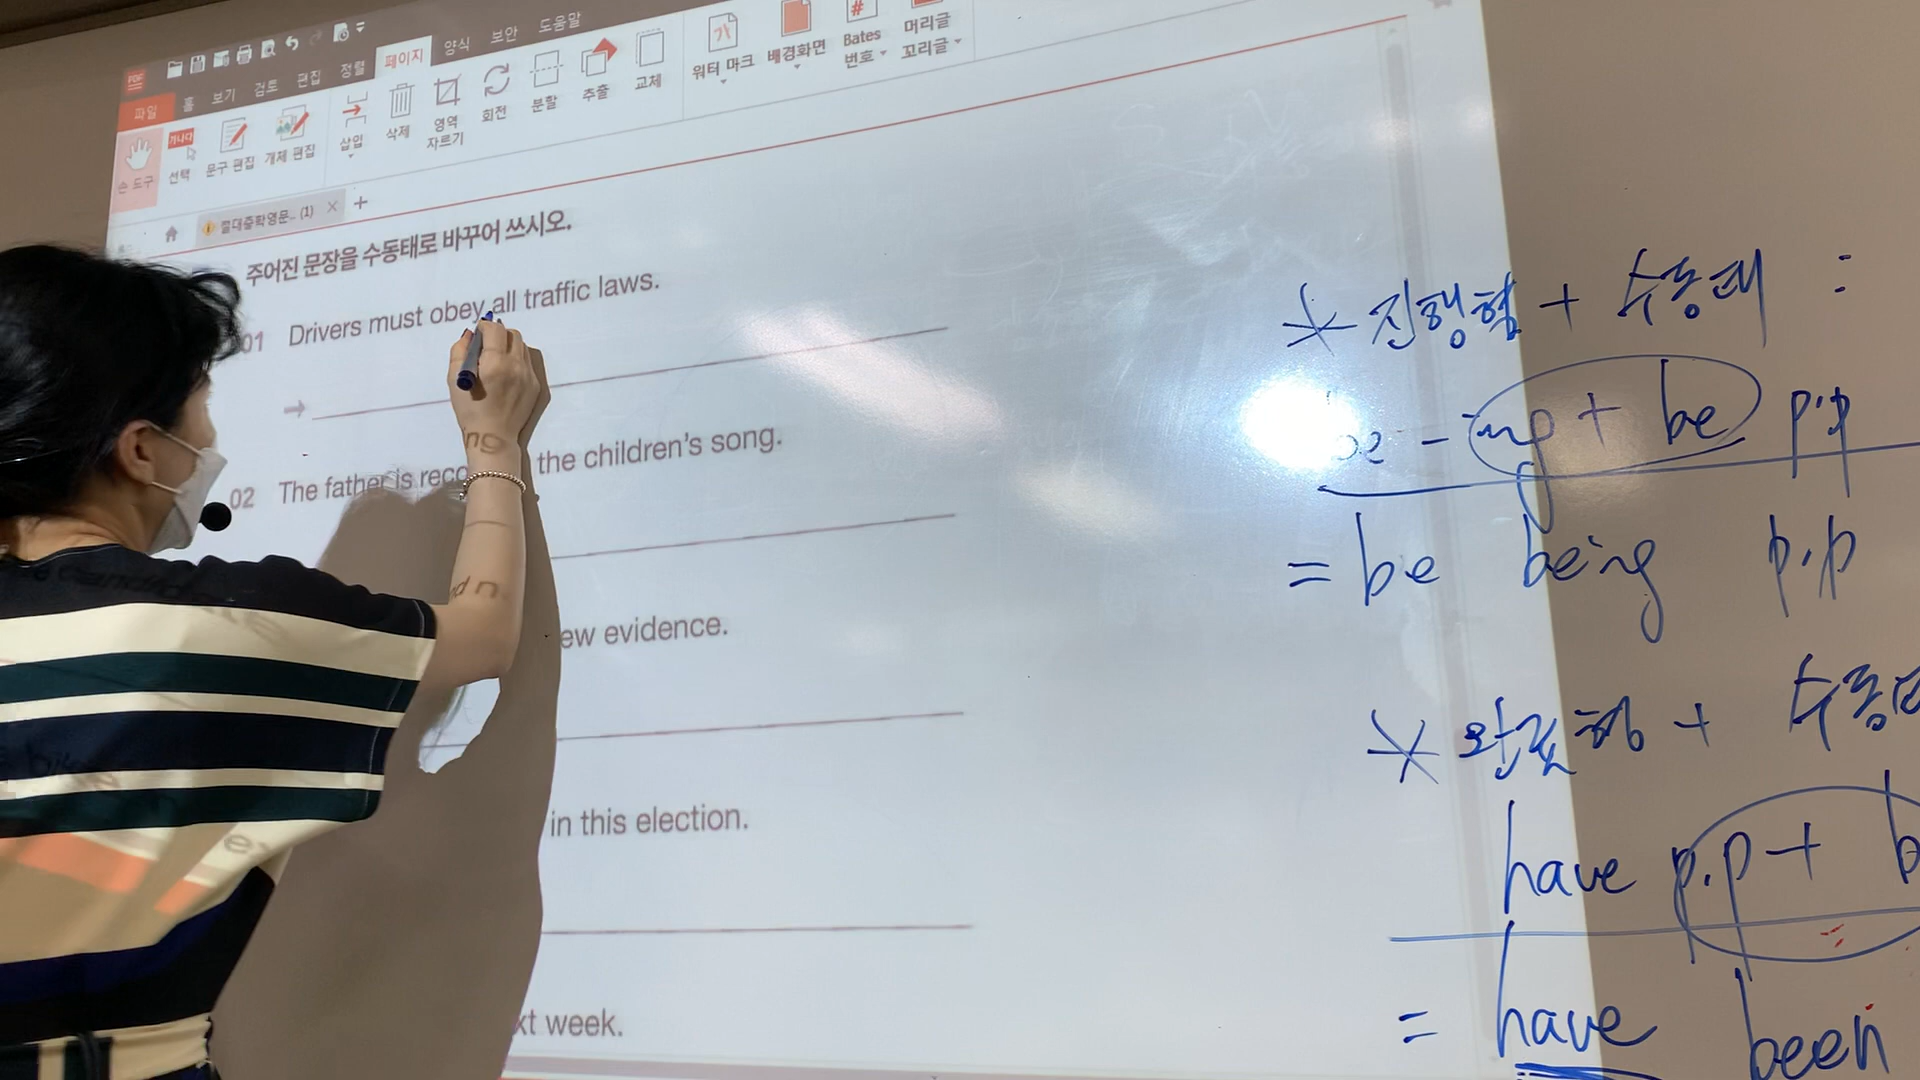 도움말
보안
양식
페이지
정렬
편집
검토
보기
홈
파일
PDF
손 도구
가나다
선택
문구 편집
개체 편집
삽입
삭제
영역
자르기
회전
분할
추출
교체
워터 마크
배경화면
#
Bates
번호
머리글
꼬리글
절대중학영문.. (1) × +
주어진 문장을 수동태로 바꾸어 쓰시오.
01 Drivers must obey all traffic laws.
➞
02 The father is reco ing the children's song.
ew evidence.
in this election.
xt week.
* 진행형 + 수동태 :
be - ing + be p.p
= be being p.p
* 완료형 + 수동
have p.p + b
= have been